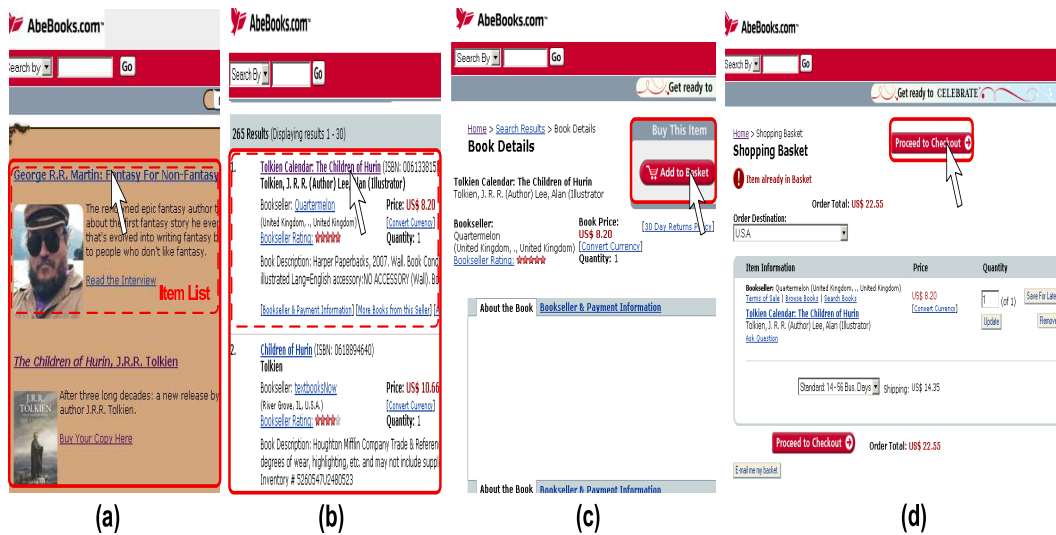 AbeBooks.com™
Search by
Go
George R.R. Martin: Fantasy For Non-Fantasy
The renowned epic fantasy author t
about the first fantasy story he eve
that's evolved into writing fantasy b
to people who don't like fantasy.
Read the Interview
Item List
The Children of Hurin, J.R.R. Tolkien
J.R.R.
TOLKIEN
After three long decades: a new release by
author J.R.R. Tolkien.
Buy Your Copy Here
(a)
AbeBooks.com™
Search By
Go
265 Results (Displaying results 1 - 30)
1. Tolkien Calendar: The Children of Hurin (ISBN: 006133815
Tolkien, J. R. R. (Author) Lee, Alan (Illustrator)
Bookseller: Quartermelon Price: US$ 8.20
(United Kingdom, ., United Kingdom) [Convert Currency]
Bookseller Rating: Quantity: 1
Book Description: Harper Paperbacks, 2007. Wall. Book Cond
illustrated Lang=English accessory:NO ACCESSORY (Wall). Bo
[Bookseller & Payment Information] [More Books from this Seller] [A
2. Children of Hurin (ISBN: 0618894640)
Tolkien
Bookseller: textbooksNow Price: US$ 10.66
(River Grove, IL, U.S.A.) [Convert Currency]
Bookseller Rating: Quantity: 1
Book Description: Houghton Mifflin Company Trade & Referen
degrees of wear, highlighting, etc. and may not include suppl
Inventory # 5260547U2480523
(b)
AbeBooks.com™
Search By
Go
Get ready to
Home > Search Results > Book Details
Book Details
Buy This Item
Add to Basket
Tolkien Calendar: The Children of Hurin
Tolkien, J. R. R. (Author) Lee, Alan (Illustrator
Bookseller: Book Price: [30 Day Returns Policy]
Quartermelon US$ 8.20
(United Kingdom, ., United Kingdom) [Convert Currency]
Bookseller Rating: Quantity: 1
About the Book Bookseller & Payment Information
About the Book Bookseller & Payment Information
(c)
AbeBooks.com™
Search By
Go
Get ready to CELEBRATE
Home > Shopping Basket
Shopping Basket
Proceed to Checkout
Item already in Basket
Order Total: US$ 22.55
Order Destination:
U.S.A.
Item Information Price Quantity
Bookseller: Quartermelon (United Kingdom, ., United Kingdom)
Terms of Sale | Browse Books | Search Books
US$ 8.20 1 (of 1) Save For Late
[Convert Currency]
Tolkien Calendar: The Children of Hurin
Tolkien, J. R. R. (Author) Lee, Alan (Illustrator)
Update Remove
Ask Question
Standard: 14-56 Bus. Days Shipping: US$ 14.35
Proceed to Checkout Order Total: US$ 22.55
E-mail me my basket
(d)